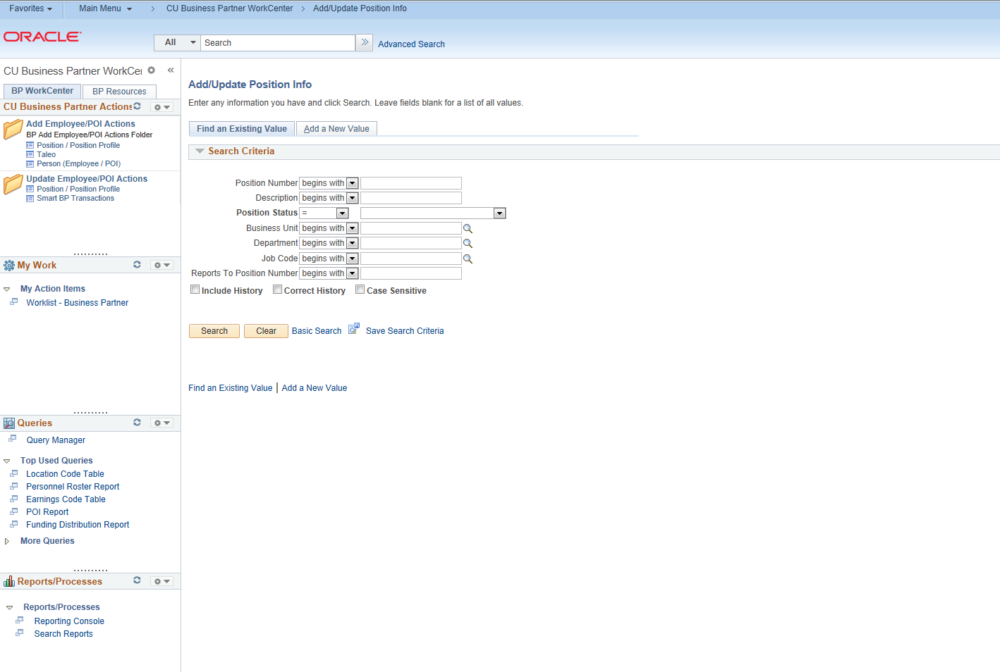 Favorites
Main Menu
CU Business Partner WorkCenter
Add/Update Position Info
ORACLE
All
Search
Advanced Search
CU Business Partner WorkCe
BP WorkCenter
BP Resources
CU Business Partner Actions
Add Employee/POI Actions
BP Add Employee/POI Actions Folder
Position / Position Profile
Taleo
Person (Employee / POI)
Update Employee/POI Actions
Position / Position Profile
Smart BP Transactions
My Work
My Action Items
Worklist - Business Partner
Queries
Query Manager
Top Used Queries
Location Code Table
Personnel Roster Report
Earnings Code Table
POI Report
Funding Distribution Report
More Queries
Reports/Processes
Reports/Processes
Reporting Console
Search Reports
Add/Update Position Info
Enter any information you have and click Search. Leave fields blank for a list of all values.
Find an Existing Value
Add a New Value
Search Criteria
Position Number begins with
Description begins with
Position Status =
Business Unit begins with
Department begins with
Job Code begins with
Reports To Position Number begins with
Include History Correct History Case Sensitive
Search Clear Basic Search Save Search Criteria
Find an Existing Value | Add a New Value